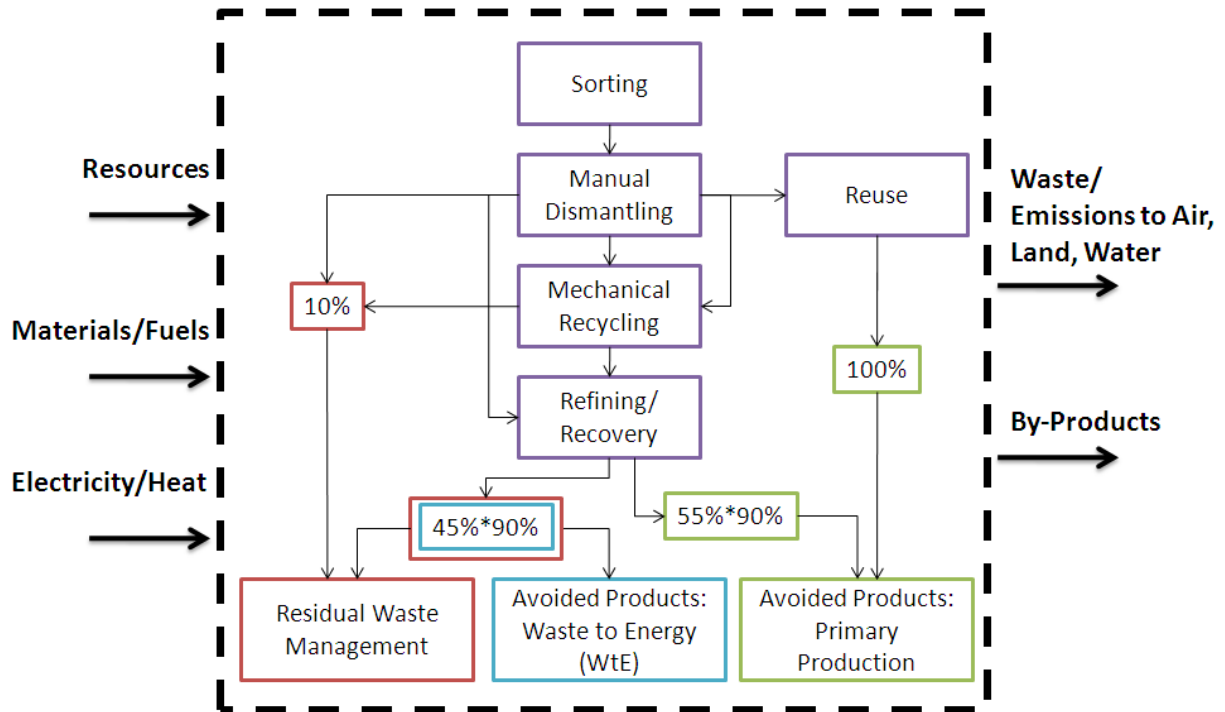 Sorting
Resources
Manual
Dismantling
Reuse
Waste/
Emissions to Air,
Land, Water
10%
Mechanical
Recycling
Materials/Fuels
100%
Refining/
Recovery
By-Products
Electricity/Heat
45%*90%
55%*90%
Residual Waste
Management
Avoided Products:
Waste to Energy
(WtE)
Avoided Products:
Primary
Production